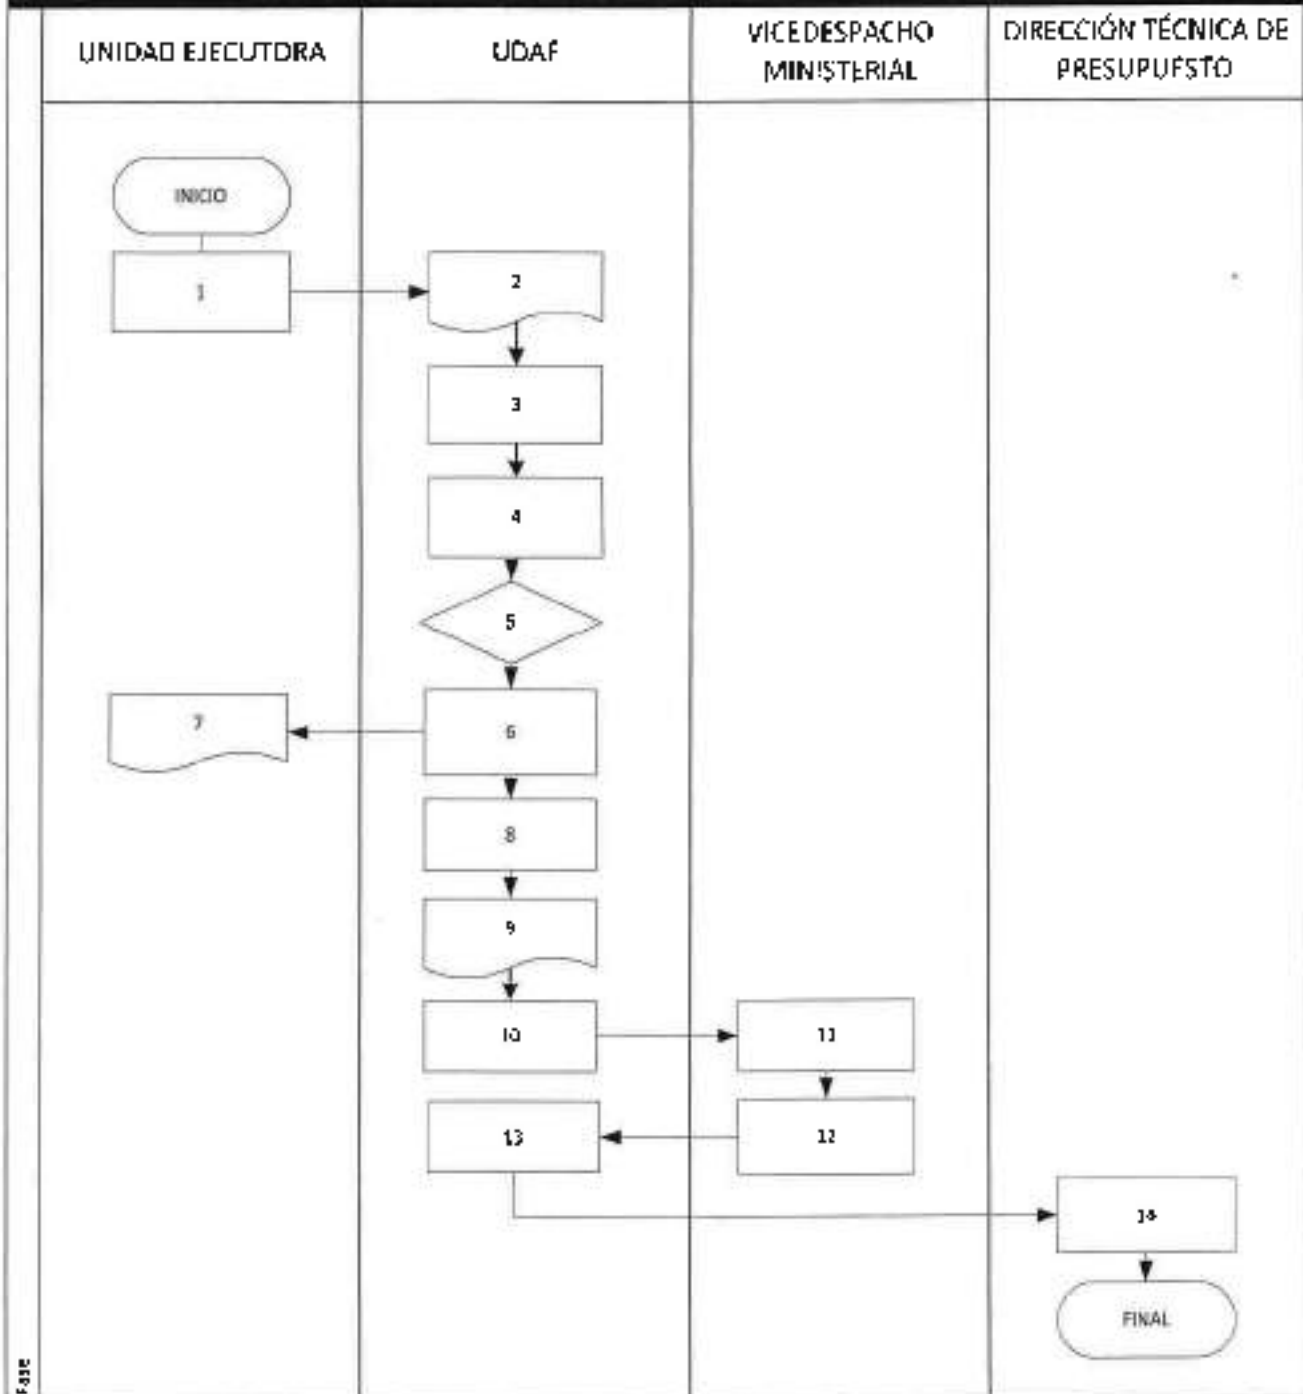 UNIDAD EJECUTORA
UDAF
VICEDESPACHO
MINISTERIAL
DIRECCIÓN TÉCNICA DE
PRESUPUESTO
INICIO
1
2
3
4
5
7
6
8
9
10
11
13
12
14
FINAL
Fase